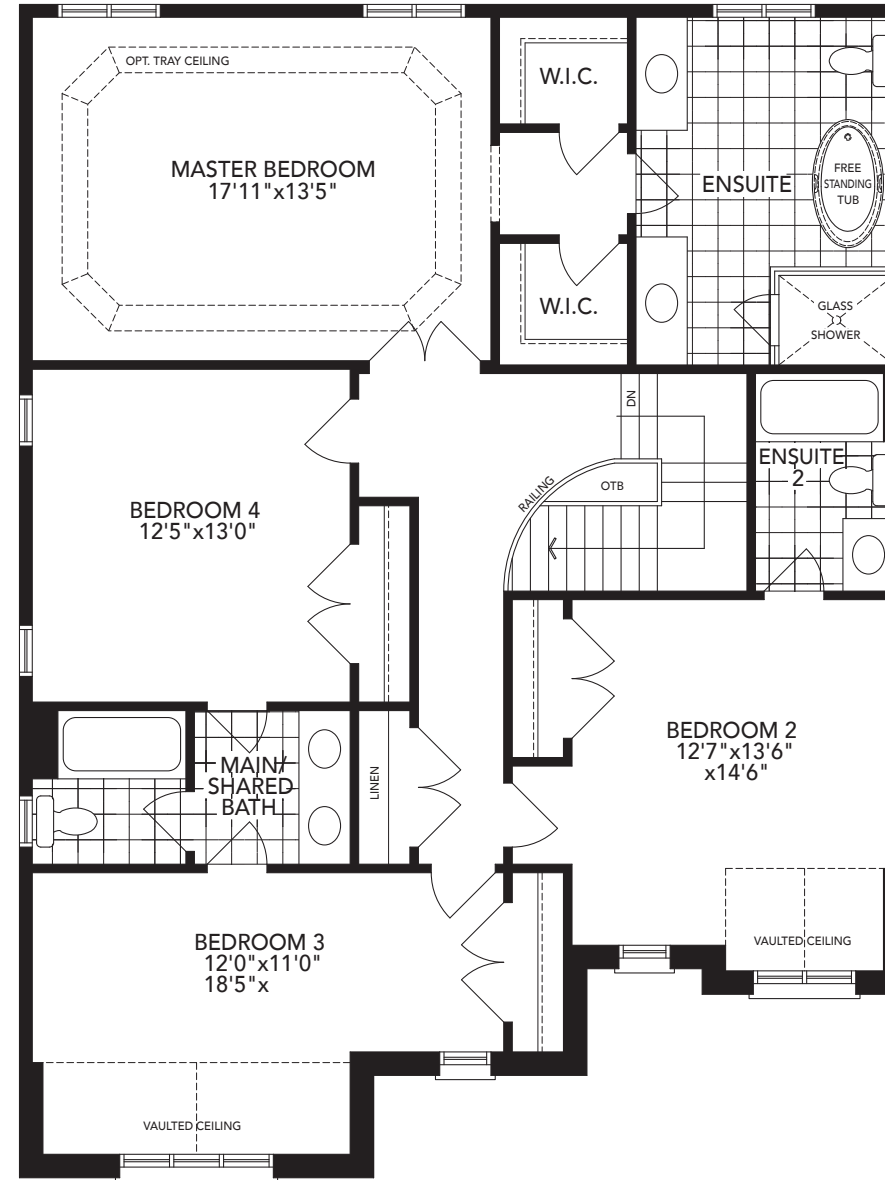 OPT. TRAY CEILING
W.I.C.
MASTER BEDROOM
17'11"x13'5"
ENSUITE
FREE
STANDING
TUB
W.I.C.
GLASS
SHOWER
DN
ENSUITE
2
RAILING
OTB
BEDROOM 4
12'5"x13'0"
BEDROOM 2
12'7"x13'6"
x14'6"
MAIN/
SHARED
BATH
LINEN
BEDROOM 3
12'0"x11'0"
18'5"x
VAULTED CEILING
VAULTED CEILING